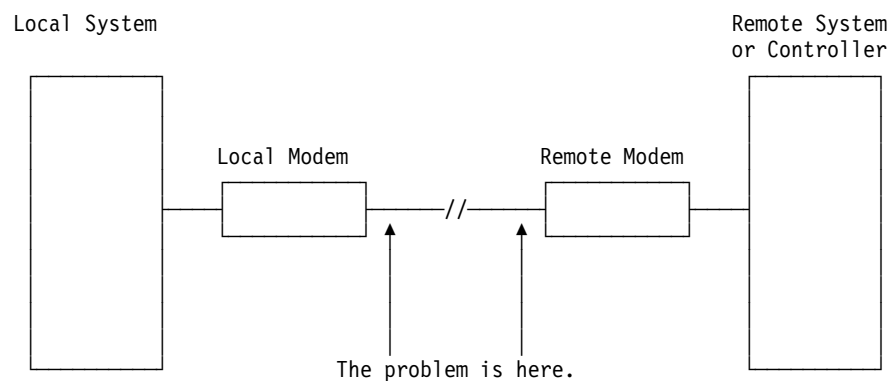 Local System
Remote System
or Controller
Local Modem
Remote Modem
//
The problem is here.